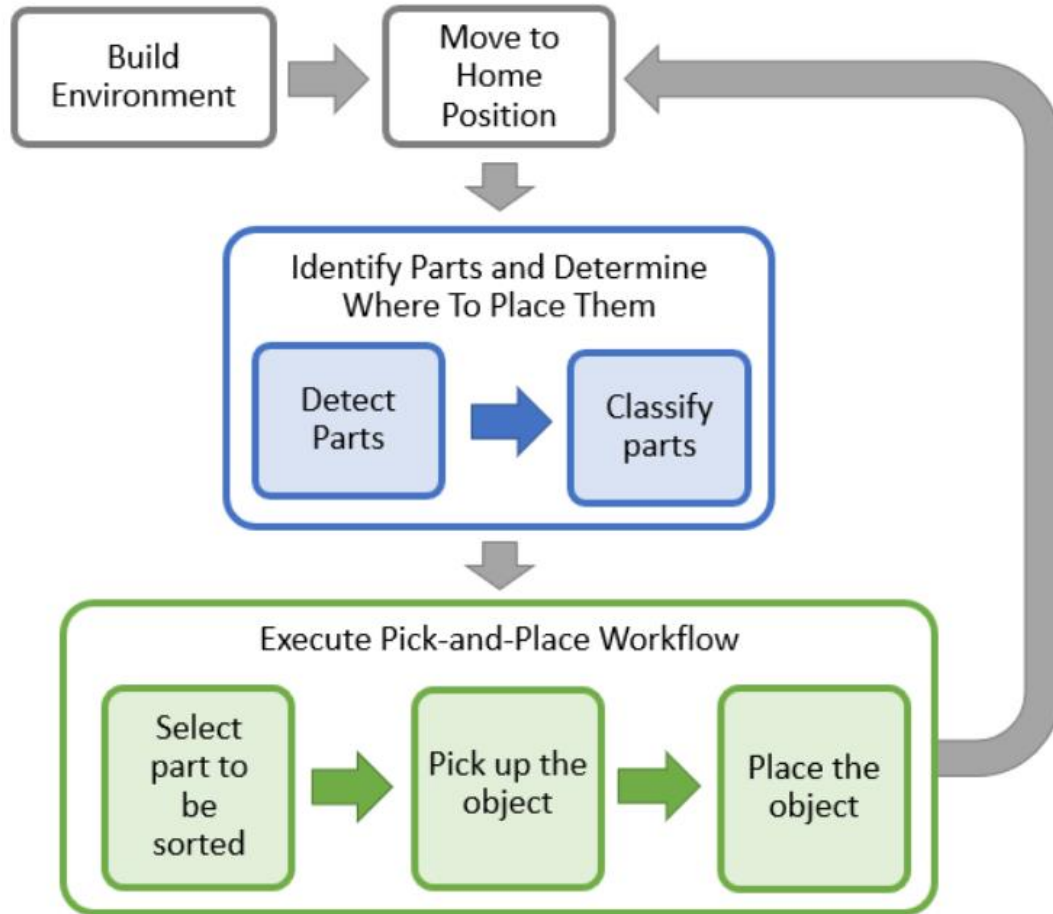 Build
Environment
Move to
Home
Position
Identify Parts and Determine
Where To Place Them
Detect
Parts
Classify
parts
Execute Pick-and-Place Workflow
Select
part to
be
sorted
Pick up the
object
Place the
object